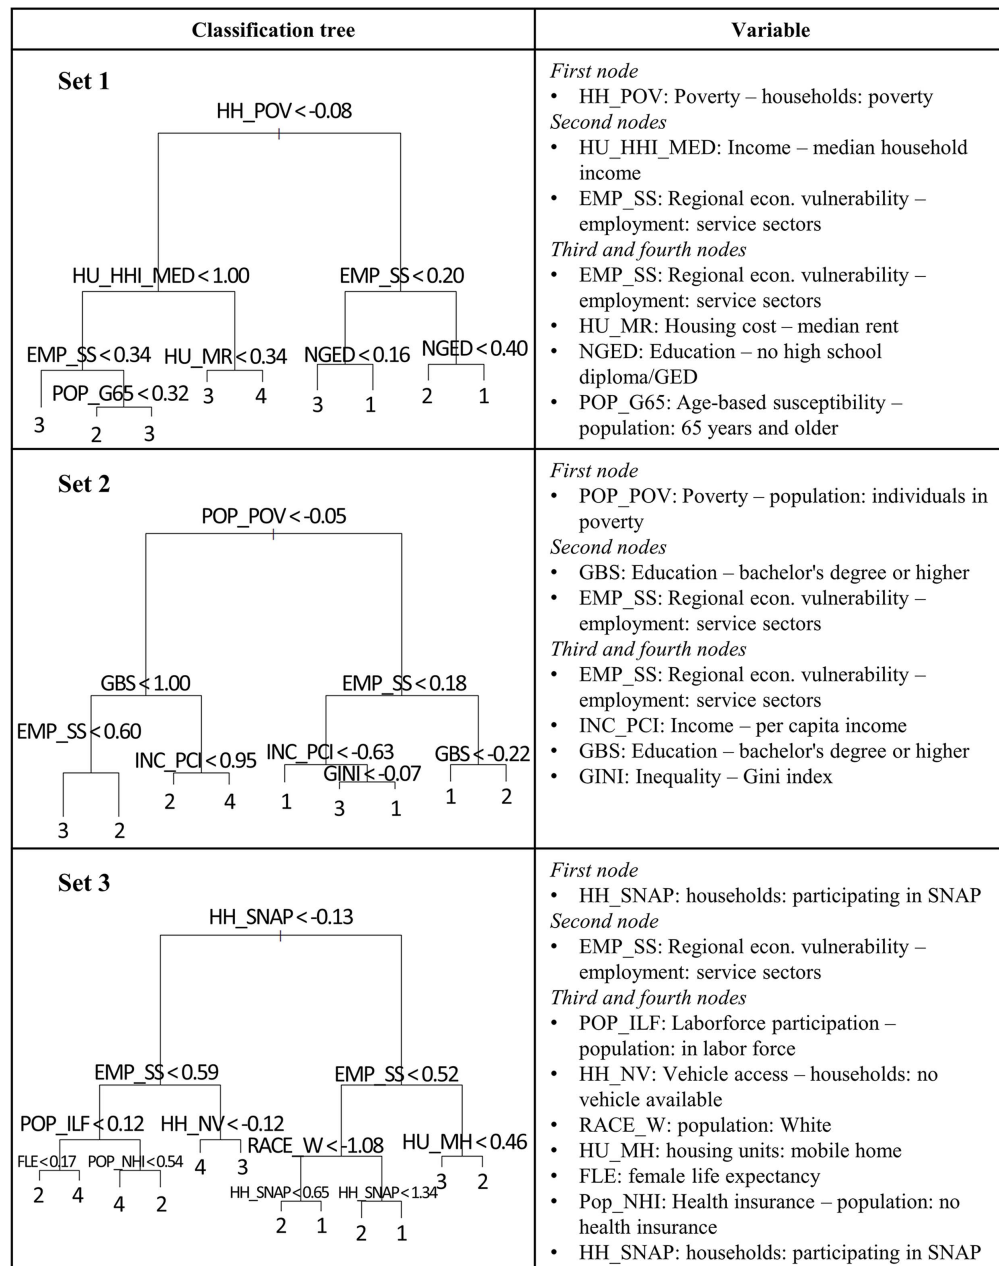 Classification tree
Variable
Set 1
HH_POV < -0.08
HU_HHI_MED < 1.00
EMP_SS < 0.20
EMP_SS < 0.34
HU_MR < 0.34
NGED < 0.16
NGED < 0.40
POP_G65 < 0.32
3
4
3
1
2
1
3
2
3
First node
• HH_POV: Poverty – households: poverty
Second nodes
• HU_HHI_MED: Income – median household
income
• EMP_SS: Regional econ. vulnerability –
employment: service sectors
Third and fourth nodes
• EMP_SS: Regional econ. vulnerability –
employment: service sectors
• HU_MR: Housing cost – median rent
• NGED: Education – no high school
diploma/GED
• POP_G65: Age-based susceptibility –
population: 65 years and older
Set 2
POP_POV < -0.05
GBS < 1.00
EMP_SS < 0.18
EMP_SS < 0.60
INC_PCI < 0.95
INC_PCI < -0.63
GBS < -0.22
GINI < -0.07
3
2
2
4
1
3
1
1
2
First node
• POP_POV: Poverty – population: individuals in
poverty
Second nodes
• GBS: Education – bachelor's degree or higher
• EMP_SS: Regional econ. vulnerability –
employment: service sectors
Third and fourth nodes
• EMP_SS: Regional econ. vulnerability –
employment: service sectors
• INC_PCI: Income – per capita income
• GBS: Education – bachelor's degree or higher
• GINI: Inequality – Gini index
Set 3
HH_SNAP < -0.13
EMP_SS < 0.59
EMP_SS < 0.52
POP_ILF < 0.12
HH_NV < -0.12
RACE_W < -1.08
HU_MH < 0.46
FLE < 0.17
POP_NHI < 0.54
4
3
3
2
HH_SNAP < 0.65
HH_SNAP < 1.34
2
4
4
2
2
1
2
1
First node
• HH_SNAP: households: participating in SNAP
Second node
• EMP_SS: Regional econ. vulnerability –
employment: service sectors
Third and fourth nodes
• POP_ILF: Laborforce participation –
population: in labor force
• HH_NV: Vehicle access – households: no
vehicle available
• RACE_W: population: White
• HU_MH: housing units: mobile home
• FLE: female life expectancy
• Pop_NHI: Health insurance – population: no
health insurance
• HH_SNAP: households: participating in SNAP